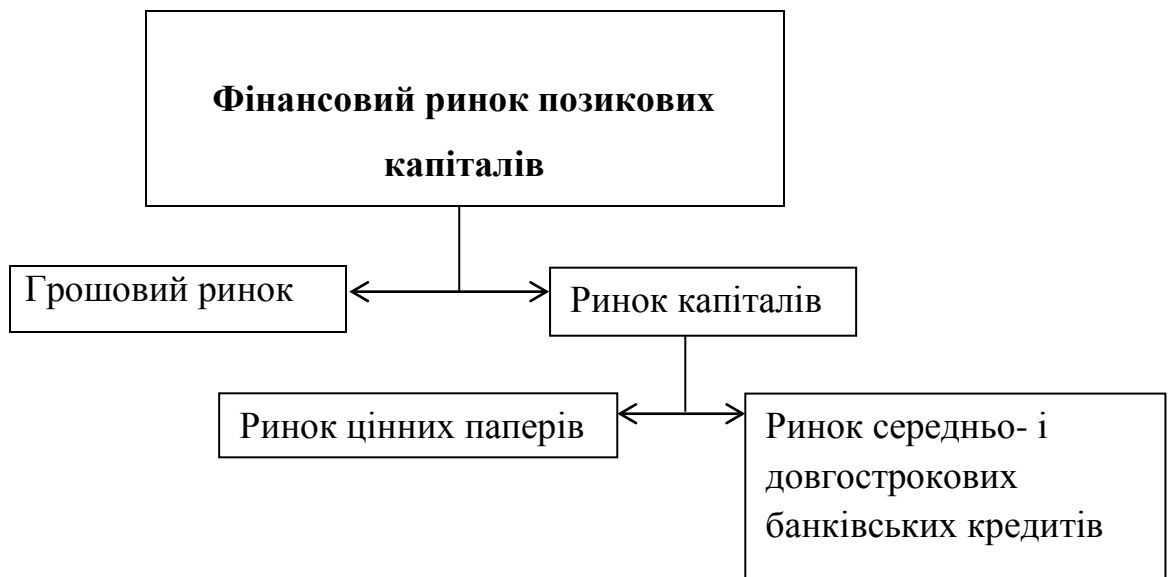 Фінансовий ринок позикових
капіталів
Грошовий ринок
Ринок капіталів
Ринок цінних паперів
Ринок середньо- і
довгострокових
банківських кредитів